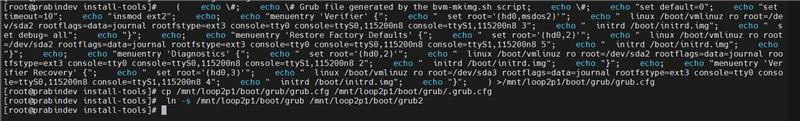 [root@prabindev install-tools]#   (   echo \#;   echo \# Grub file generated by the bvm-mkimg.sh script;   echo \#;   echo "set default=0";   echo "set
timeout=10";   echo;   echo "insmod ext2";   echo;   echo "menuentry 'Verifier' {";   echo "  set root='(hd0,msdos2)'";   echo "  linux /boot/vmlinuz ro root=/de
v/sda2 rootflags=data=journal rootfstype=ext3 console=tty0 console=ttyS0,115200n8 console=ttyS1,115200n8 3";   echo "  initrd /boot/initrd.img";   echo "  s
et debug= all";   echo "}";   echo;   echo "menuentry 'Restore Factory Defaults' {";   echo "  set root='(hd0,2)'";   echo "  linux /boot/vmlinuz ro root
=/dev/sda2 rootflags=data=journal rootfstype=ext3 console=tty0 console=ttyS0,115200n8 console=ttyS1,115200n8 5";   echo "  initrd /boot/initrd.img";   echo "}";   echo;
echo "menuentry 'Diagnostics' {";   echo "  set root='(hd0,2)'";   echo "  linux /boot/vmlinuz ro root=/dev/sda2 rootflags=data=journal roo
tfstype=ext3 console=tty0 console=ttyS0,115200n8 console=ttyS1,115200n8 2";   echo "  initrd /boot/initrd.img";   echo "}";   echo;   echo "menuentry 'Ver
ifier Recovery' {";   echo "  set root='(hd0,3)'";   echo "  linux /boot/vmlinuz ro root=/dev/sda2 rootflags=data=journal rootfstype=ext3 console=tty0 conso
le=ttyS0,115200n8 console=ttyS1,115200n8 4";   echo "  initrd /boot/initrd.img";   echo "}";   ) >/mnt/loop2p1/boot/grub/grub.cfg
[root@prabindev install-tools]# cp /mnt/loop2p1/boot/grub/grub.cfg /mnt/loop2p1/boot/grub/.grub.cfg
[root@prabindev install-tools]#  ln -s /mnt/loop2p1/boot/grub /mnt/loop2p1/boot/grub2
[root@prabindev install-tools]#